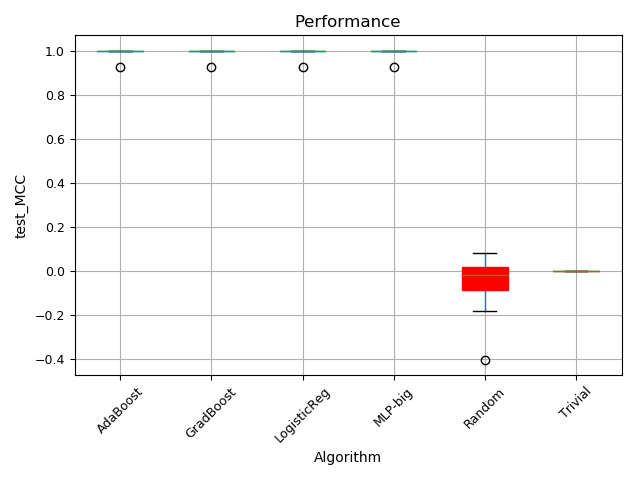 Performance
test_MCC
1.0
0.8
0.6
0.4
0.2
0.0
−0.2
−0.4
AdaBoost
GradBoost
LogisticReg
MLP-big
Random
Trivial
Algorithm